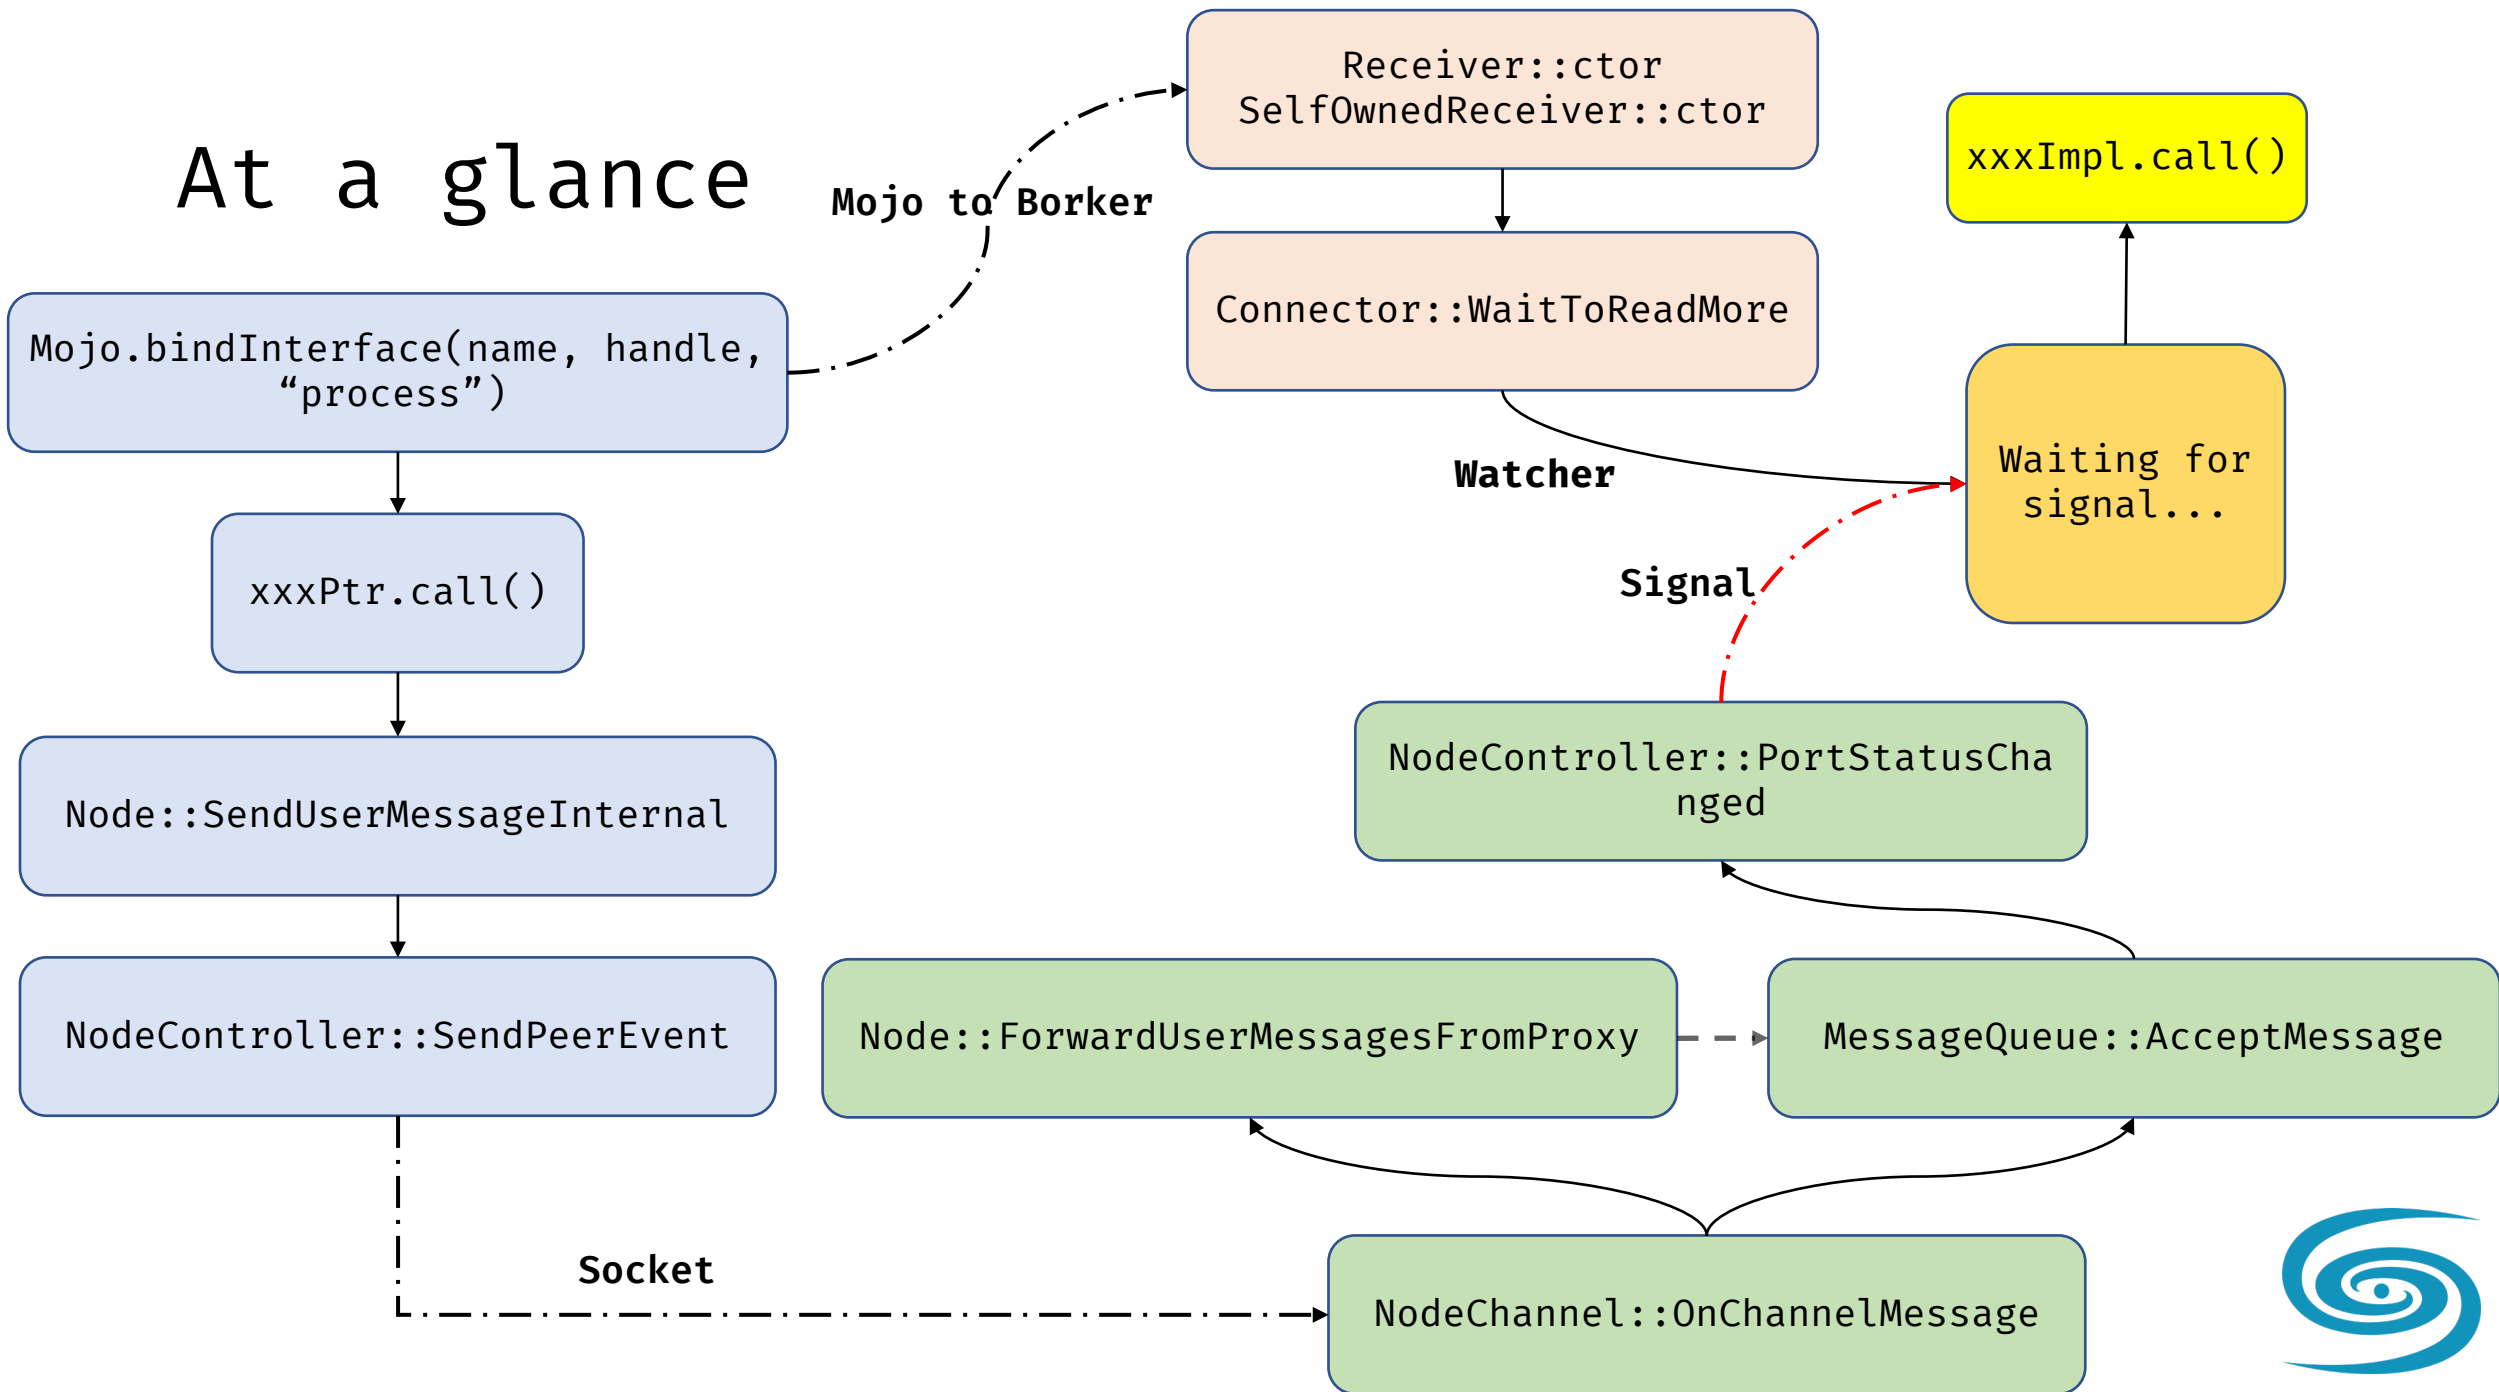 At a glance
Mojo.bindInterface(name, handle,
“process”)
xxxPtr.call()
Node::SendUserMessageInternal
NodeController::SendPeerEvent
Mojo to Borker
Receiver::ctor
SelfOwnedReceiver::ctor
Connector::WaitToReadMore
Watcher
xxxImpl.call()
Waiting for
signal...
Signal
NodeController::PortStatusCha
nged
Node::ForwardUserMessagesFromProxy
MessageQueue::AcceptMessage
Socket
NodeChannel::OnChannelMessage